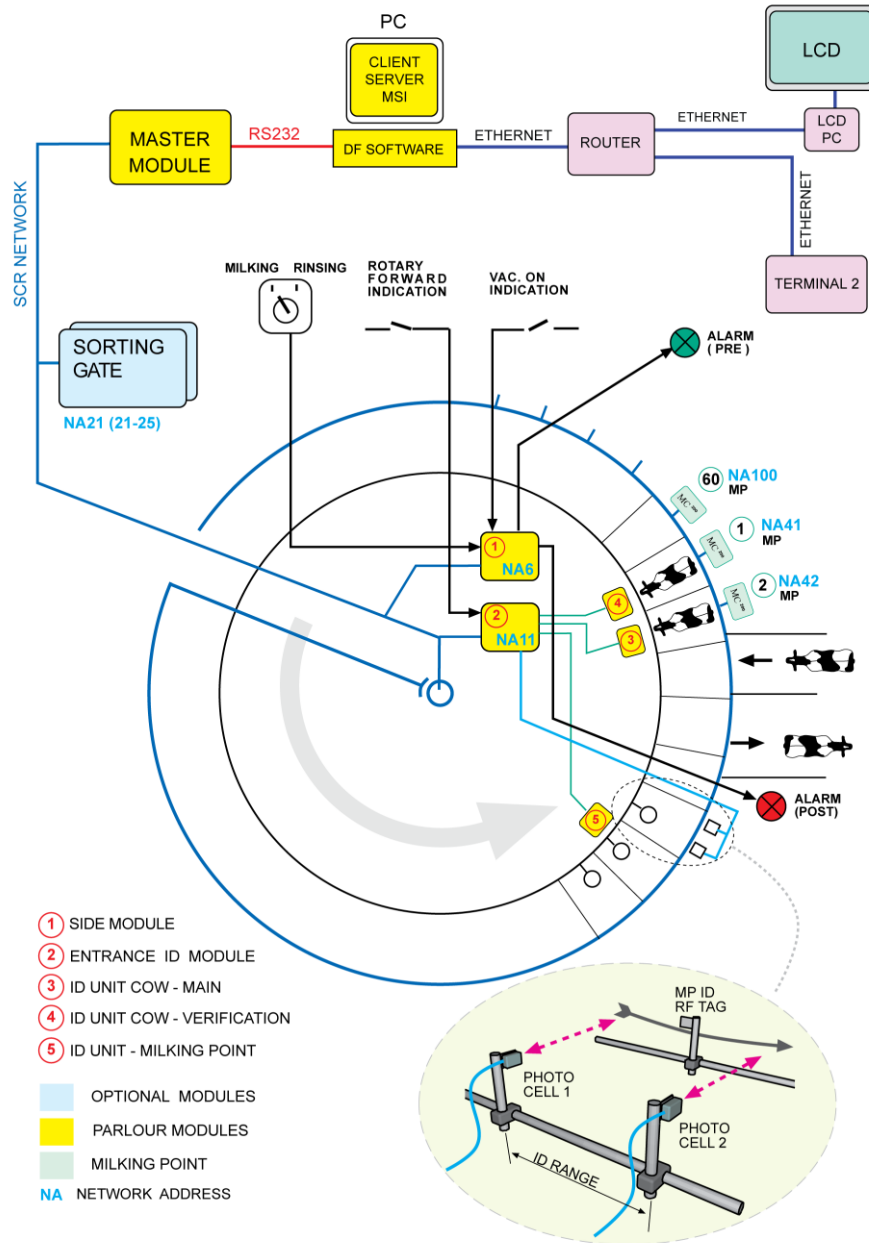 PC
CLIENT
SERVER
MSI
LCD
MASTER
MODULE
RS232
DF SOFTWARE
ETHERNET
ROUTER
ETHERNET
LCD
PC
ETHERNET
TERMINAL 2
SCR NETWORK
SORTING
GATE
NA21 (21-25)
MILKING RINSING
ROTARY
FORWARD
INDICATION
VAC. ON
INDICATION
ALARM
( PRE )
60 NA100
MP
MC
1 NA41
MP
MC
2 NA42
MP
MC
1
NA6
2
NA11
4
3
5
ALARM
(POST)
1 SIDE MODULE
2 ENTRANCE ID MODULE
3 ID UNIT COW - MAIN
4 ID UNIT COW - VERIFICATION
5 ID UNIT - MILKING POINT
OPTIONAL MODULES
PARLOUR MODULES
MILKING POINT
NA NETWORK ADDRESS
MP ID
RF TAG
PHOTO
CELL 1
PHOTO
CELL 2
ID RANGE